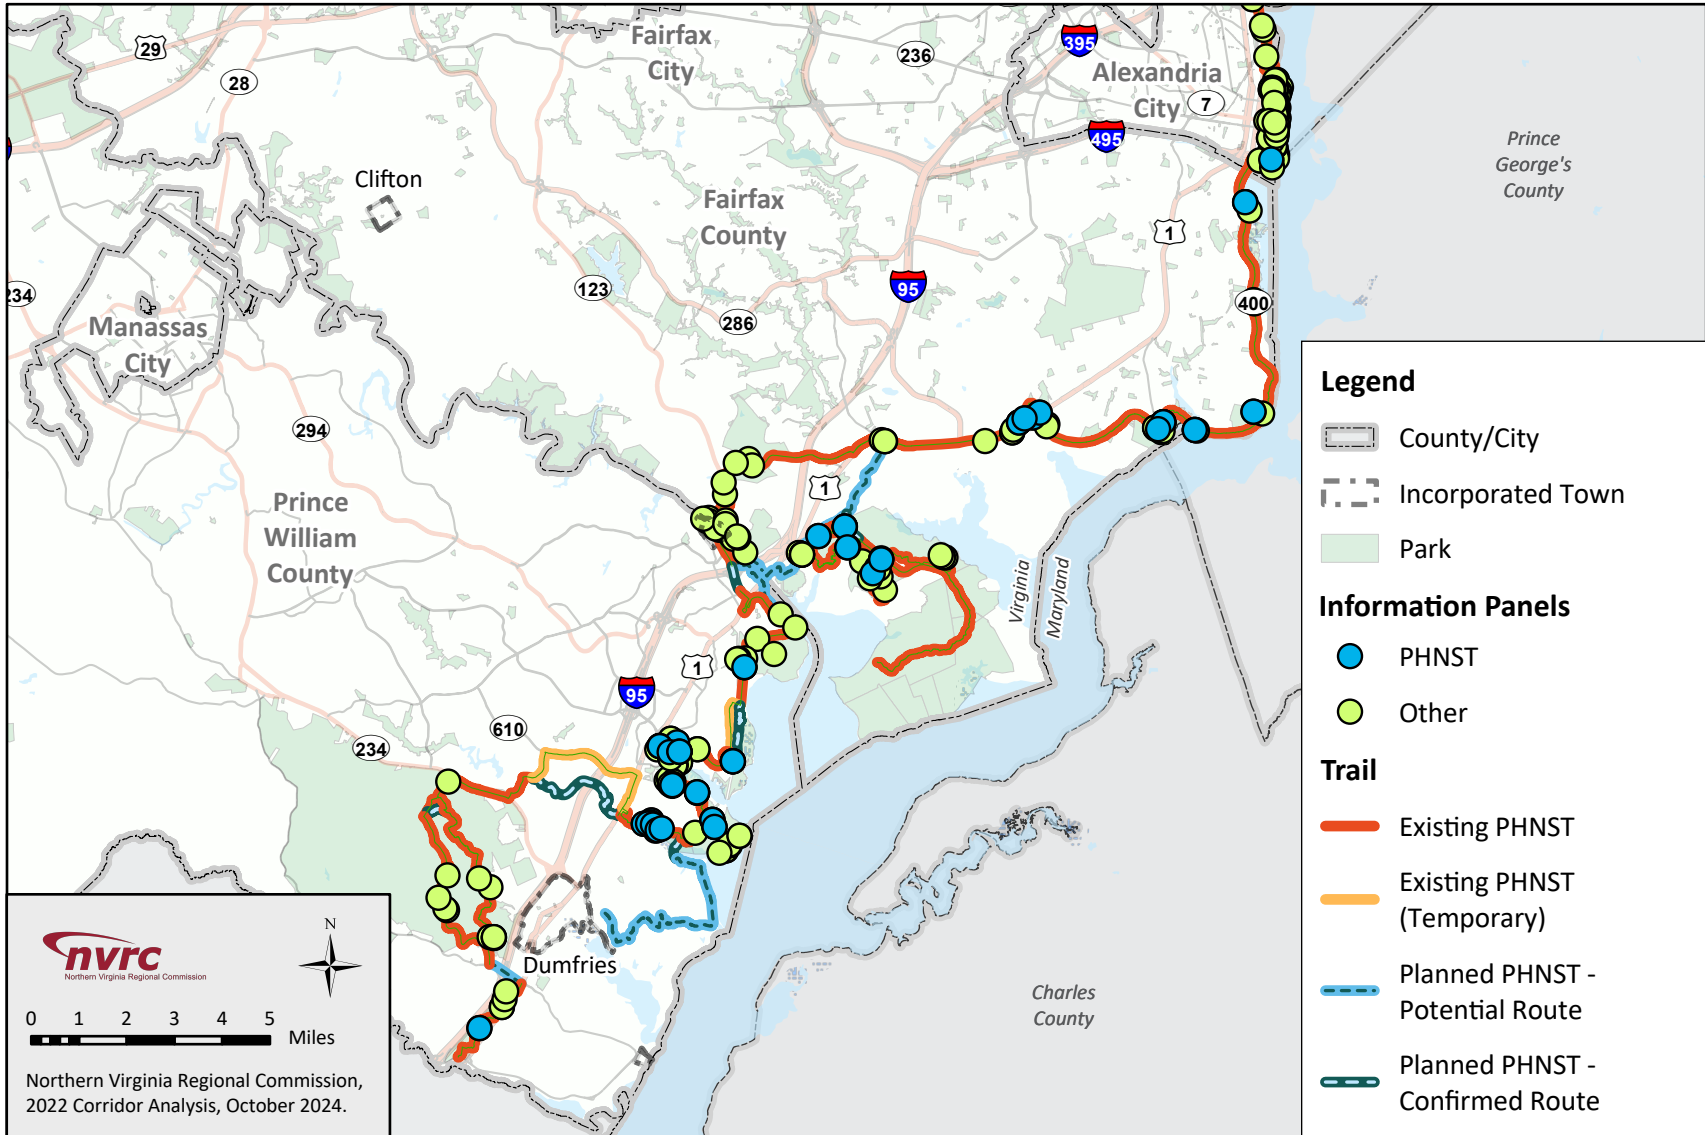 29
28
Fairfax
City
236
395
Alexandria
City
7
495
Prince
George's
County
Clifton
Fairfax
County
1
234
123
95
400
286
Manassas
City
294
Prince
William
County
1
Virginia
Maryland
1
95
610
234
Dumfries
Charles
County
Legend
County/City
Incorporated Town
Park
Information Panels
PHNST
Other
Trail
Existing PHNST
Existing PHNST
(Temporary)
Planned PHNST -
Potential Route
Planned PHNST -
Confirmed Route
nvrc
Northern Virginia Regional Commission
N
0 1 2 3 4 5
Miles
Northern Virginia Regional Commission,
2022 Corridor Analysis, October 2024.